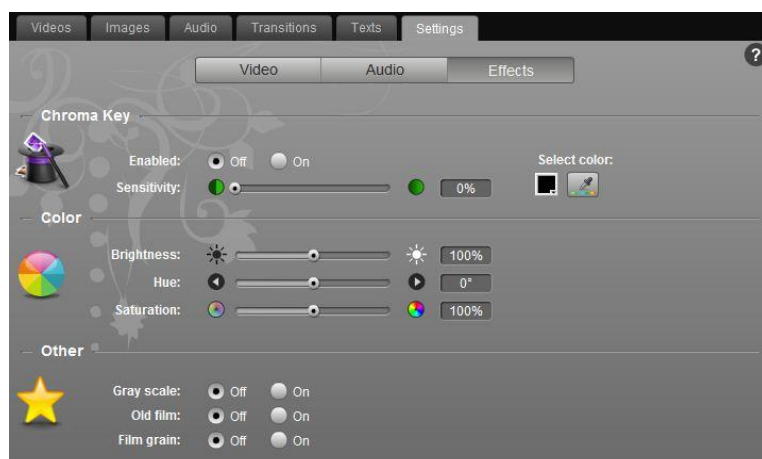 Videos Images Audio Transitions Texts Settings
?
Video Audio Effects
Chroma Key
Enabled: Off On
Select color:
Sensitivity: 0%
Color
Brightness: 100%
Hue: 0°
Saturation: 100%
Other
Gray scale: Off On
Old film: Off On
Film grain: Off On